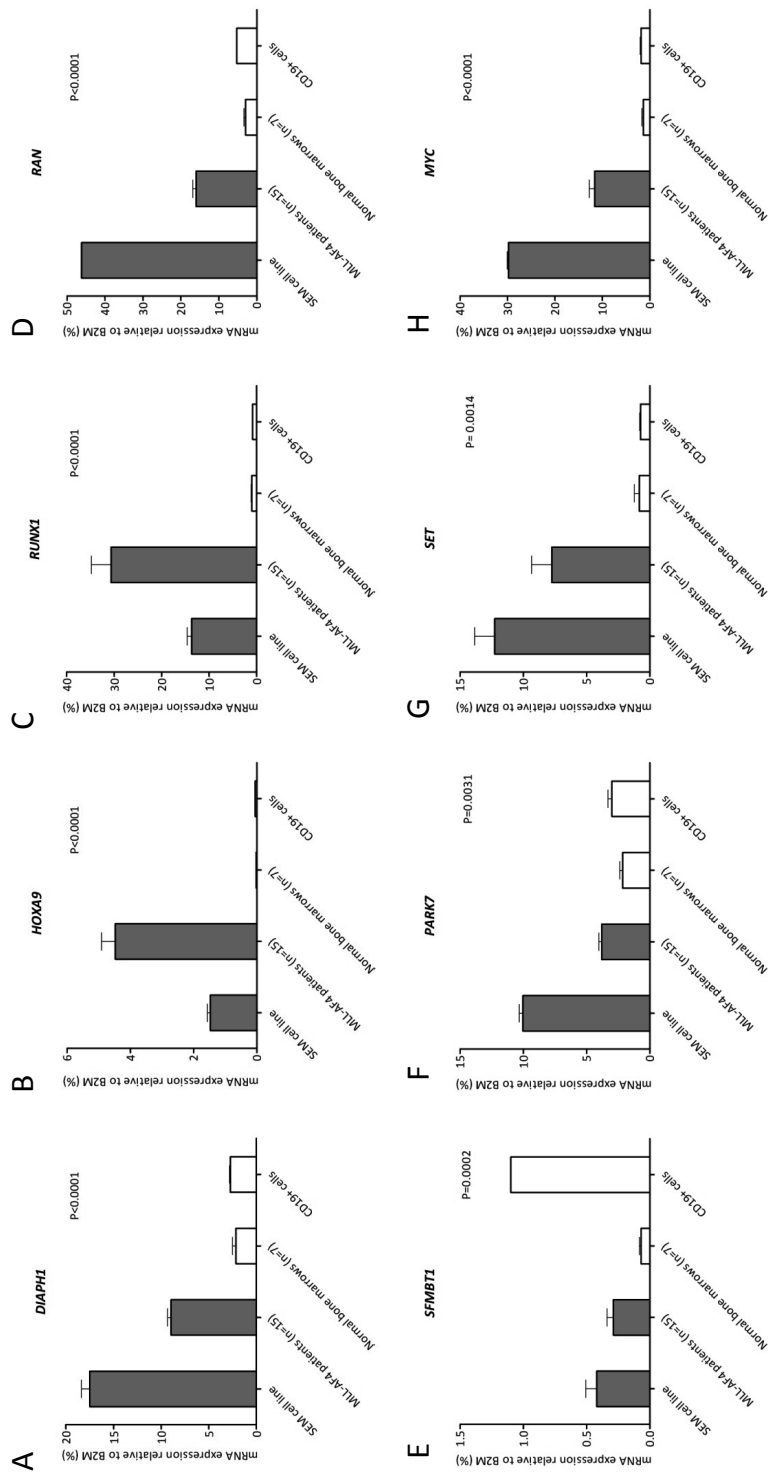 A
DIAPH1
P<0.0001
mRNA expression relative to B2M (%)
20
15
10
5
0
SEM cell line
MLL-AF4 patients (n=15)
Normal bone marrows (n=7)
CD19+ cells
B
HOXA9
P<0.0001
mRNA expression relative to B2M (%)
6
4
2
0
SEM cell line
MLL-AF4 patients (n=15)
Normal bone marrows (n=7)
CD19+ cells
C
RUNX1
P<0.0001
mRNA expression relative to B2M (%)
40
30
20
10
0
SEM cell line
MLL-AF4 patients (n=15)
Normal bone marrows (n=7)
CD19+ cells
D
RAN
P<0.0001
mRNA expression relative to B2M (%)
50
40
30
20
10
0
SEM cell line
MLL-AF4 patients (n=15)
Normal bone marrows (n=7)
CD19+ cells
E
SFMBT1
P=0.0002
mRNA expression relative to B2M (%)
1.5
1.0
0.5
0.0
SEM cell line
MLL-AF4 patients (n=15)
Normal bone marrows (n=7)
CD19+ cells
F
PARK7
P=0.0031
mRNA expression relative to B2M (%)
15
10
5
0
SEM cell line
MLL-AF4 patients (n=15)
Normal bone marrows (n=7)
CD19+ cells
G
SET
P= 0.0014
mRNA expression relative to B2M (%)
15
10
5
0
SEM cell line
MLL-AF4 patients (n=15)
Normal bone marrows (n=7)
CD19+ cells
H
MYC
P<0.0001
mRNA expression relative to B2M (%)
40
30
20
10
0
SEM cell line
MLL-AF4 patients (n=15)
Normal bone marrows (n=7)
CD19+ cells